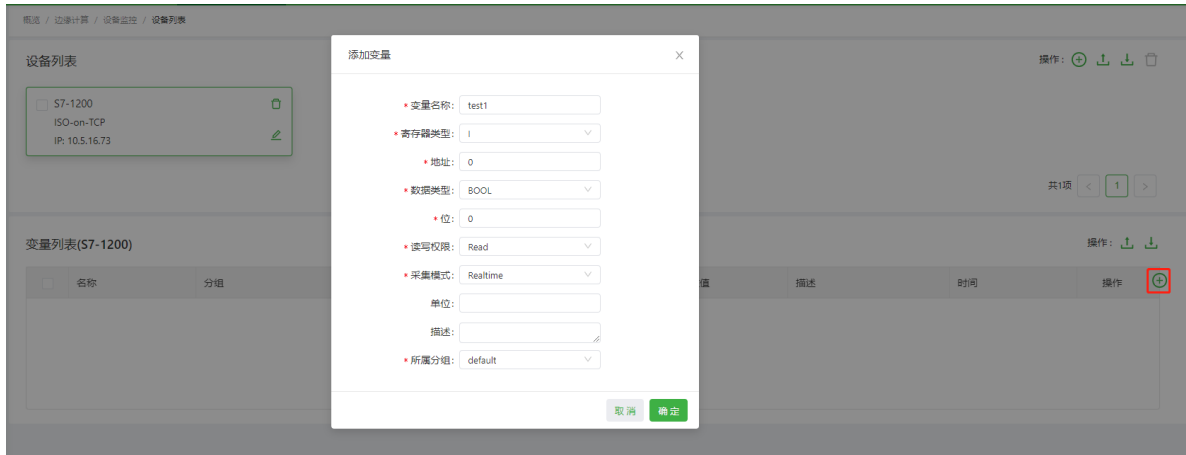 概览 / 边缘计算 / 设备监控 / 设备列表
设备列表
操作:
S7-1200
ISO-on-TCP
IP: 10.5.16.73
共1项 < 1 >
添加变量
* 变量名称: test1
* 寄存器类型: I
* 地址: 0
* 数据类型: BOOL
* 位: 0
* 读写权限: Read
* 采集模式: Realtime
单位:
描述:
* 所属分组: default
取 消 确 定
变量列表(S7-1200)
操作:
名称 分组 值 描述 时间 操作